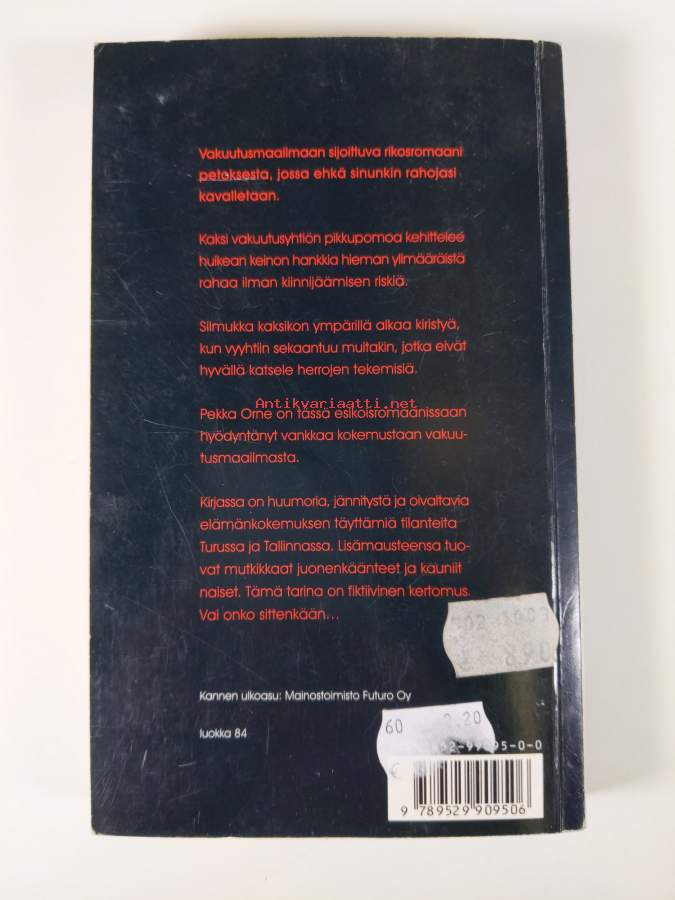 Vakuutusmaailmaan sijoittuva rikosromaani
petoksesta, jossa ehkä sinunkin rahojasi
kavalletaan.
Kaksi vakuutusyhtiön pikkupomoa kehittelee
huikean keinon hankkia hieman ylimääräistä
rahaa ilman kiinnijäämisen riskiä.
Silmukka kaksikon ympärillä alkaa kiristyä,
kun vyyhtiin sekaantuu muitakin, jotka eivät
hyvällä katsele herrojen tekemisiä.
Antikvariaatti.net
Pekka Orne on tässä esikoisromaanissaan
hyödyntänyt vankkaa kokemustaan vakuu-
tusmaailmasta.
Kirjassa on huumoria, jännitystä ja oivaltavia
elämänkokemuksen täyttämiä tilanteita
Turussa ja Tallinnassa. Lisämausteensa tuo-
vat mutkikkaat juonenkäänteet ja kauniit
naiset. Tämä tarina on fiktiivinen kertomus.
Vai onko sittenkään...
8.90
Kannen ulkoasu: Mainostoimisto Futuro Oy
60
luokka 84
€
9 789529 909506